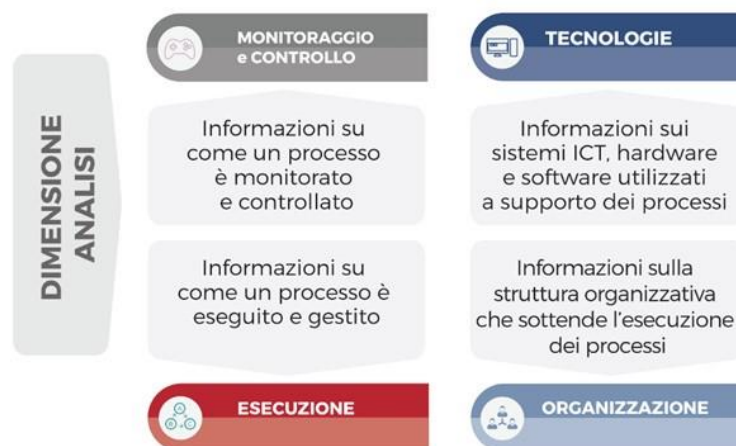 DIMENSIONE
ANALISI
MONITORAGGIO
e CONTROLLO
Informazioni su
come un processo
è monitorato
e controllato
Informazioni su
come un processo è
eseguito e gestito
ESECUZIONE
TECNOLOGIE
Informazioni sui
sistemi ICT, hardware
e software utilizzati
a supporto dei processi
Informazioni sulla
struttura organizzativa
che sottende l'esecuzione
dei processi
ORGANIZZAZIONE